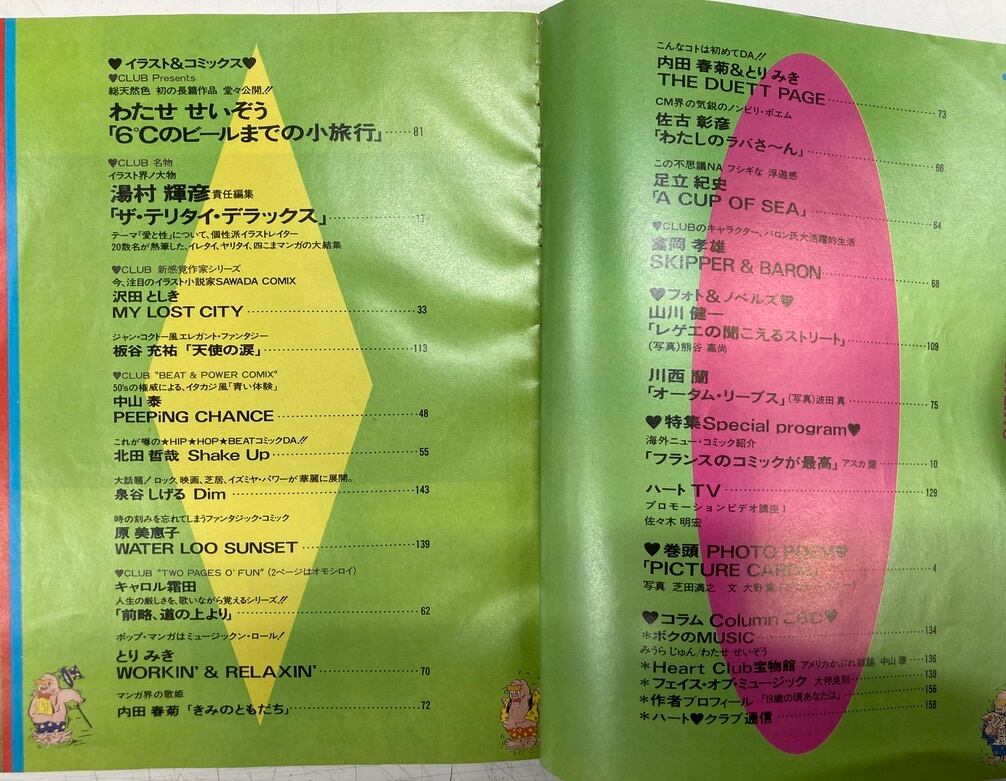 ♥イラスト&コミックス♥
♥CLUB Presents
総天然色 初の長篇作品 堂々公開!!
わたせ せいぞう
「6℃のビールまでの小旅行」……81
♥CLUB 名物
イラスト界ノ大物
湯村 輝彦責任編集
「ザ・テリタイ・デラックス」……17
テーマ「愛と性」について、個性派イラストレイター
20数名が熱筆した、イレタイ、ヤリタイ、四こまマンガの大結集
♥CLUB 新感覚作家シリーズ
今、注目のイラスト小説家SAWADA COMIX
沢田 としき
MY LOST CITY……33
ジャン・コクトー風エレガント・ファンタジー
板谷 充祐「天使の涙」……113
♥CLUB "BEAT & POWER COMIX"
50'sの権威による、イタカジ風「青い体験」
中山 泰
PEEPiNG CHANCE……48
これが噂の★HIP★HOP★BEATコミックDA.!!
北田 哲哉 Shake Up……55
大話題!ロック、映画、芝居、イズミヤ・パワーが華麗に展開。
泉谷 しげる Dim……143
時の刻みを忘れてしまうファンタジック・コミック
原 美恵子
WATER LOO SUNSET……139
♥CLUB "TWO PAGES O' FUN"(2ページはオモシロイ)
キャロル霜田
人生の厳しさを、歌いながら覚えるシリーズ!!
「前略、道の上より」……62
ポップ・マンガはミュージックン・ロール!
とり みき
WORKIN' & RELAXIN'……70
マンガ界の歌姫
内田 春菊「きみのともだち」……72
こんなコトは初めてDA.!!
内田 春菊&とり みき
THE DUETT PAGE……73
CM界の気鋭のノンビリ・ポエム
佐古 彰彦
「わたしのラバさ〜ん」……66
この不思議NA フシギな 浮遊感
足立 紀史
「A CUP OF SEA」……64
♥CLUBのキャラクター、バロン氏大活躍的生活
富岡 孝雄
SKIPPER & BARON……68
♥フォト&ノベルズ♥
山川 健一
「レゲエの聞こえるストリート」……109
(写真)熊谷 嘉尚
川西 蘭
「オータム・リーブス」(写真)波田 真……75
♥特集Special program♥
海外ニュー・コミック紹介
「フランスのコミックが最高」アスカ 蘭……10
ハートTV……129
プロモーションビデオ講座!
佐々木 明宏
♥巻頭 PHOTO POEM♥
「PICTURE CARD」……4
写真 芝田満之 文 大野
♥コラム Column こらむ♥
*ボクのMUSIC……134
みうら じゅん/わたせ せいぞう
*Heart Club宝物館 アメリカかぶれ雑誌 中山 泰……136
*フェイス・オブ・ミュージック 大伴良則……138
*作者プロフィール「19歳の頃あなたは」……156
*ハート♥クラブ通信……158